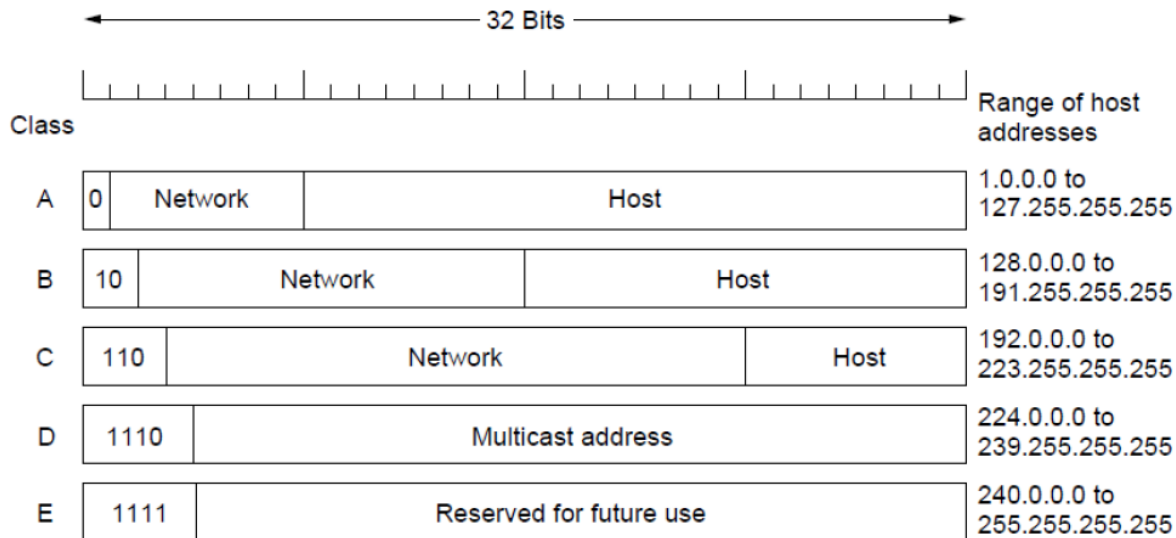 32 Bits
Class
Range of host
addresses
A
0
Network
Host
1.0.0.0 to
127.255.255.255
B
10
Network
Host
128.0.0.0 to
191.255.255.255
C
110
Network
Host
192.0.0.0 to
223.255.255.255
D
1110
Multicast address
224.0.0.0 to
239.255.255.255
E
1111
Reserved for future use
240.0.0.0 to
255.255.255.255